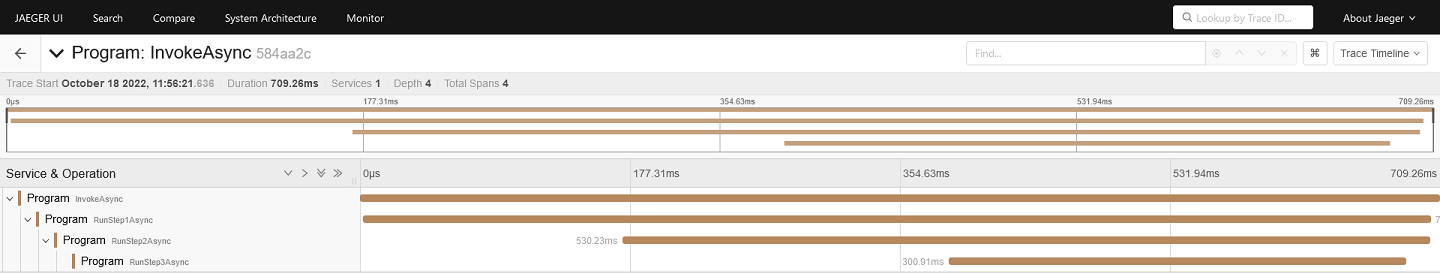 JAEGER UI Search Compare System Architecture Monitor Lookup by Trace ID... About Jaeger
Program: InvokeAsync 584aa2c Find... ⌘ Trace Timeline
Trace Start October 18 2022, 11:56:21.636 Duration 709.26ms Services 1 Depth 4 Total Spans 4
0μs 177.31ms 354.63ms 531.94ms 709.26ms
Service & Operation 0μs 177.31ms 354.63ms 531.94ms 709.26ms
Program InvokeAsync
Program RunStep1Async 7
Program RunStep2Async 530.23ms
Program RunStep3Async 300.91ms